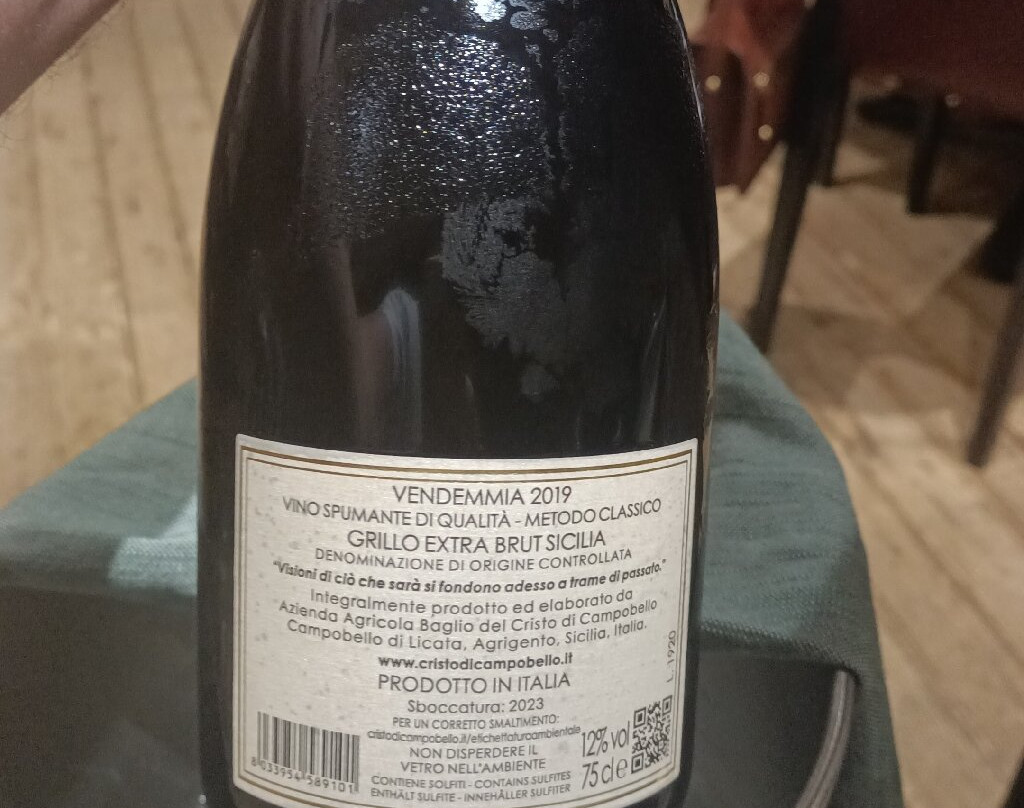 VENDEMMIA 2019
VINO SPUMANTE DI QUALITÀ - METODO CLASSICO
GRILLO EXTRA BRUT SICILIA
DENOMINAZIONE DI ORIGINE CONTROLLATA
"Visioni di ciò che sarà si fondono adesso a trame di passato."
Integralmente prodotto ed elaborato da
Azienda Agricola Baglio del Cristo di Campobello
Campobello di Licata, Agrigento, Sicilia, Italia.
www.cristodicampobello.it
PRODOTTO IN ITALIA
Sboccatura: 2023
PER UN CORRETTO SMALTIMENTO:
cristodicampobello.it/etichettaturaambientale
NON DISPERDERE IL
VETRO NELL'AMBIENTE
CONTIENE SOLFITI - CONTAINS SULFITES
ENTHÄLT SULFITE - INNEHÅLLER SULFITER
12% vol
75 cl e
L. 1920
8 033954 589101